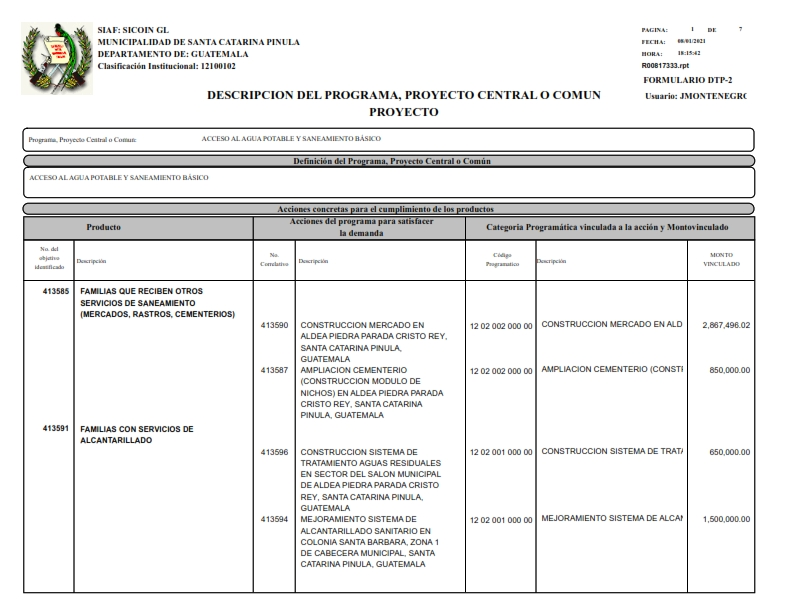 SIAF: SICOIN GL
MUNICIPALIDAD DE SANTA CATARINA PINULA
DEPARTAMENTO DE: GUATEMALA
Clasificación Institucional: 12100102
PAGINA: 1 DE 7
FECHA: 08/01/2021
HORA: 18:15:42
R00817333.rpt
FORMULARIO DTP-2
Usuario: JMONTENEGRO
DESCRIPCION DEL PROGRAMA, PROYECTO CENTRAL O COMUN
PROYECTO
Programa, Proyecto Central o Comun: ACCESO AL AGUA POTABLE Y SANEAMIENTO BÁSICO
Definición del Programa, Proyecto Central o Común
ACCESO AL AGUA POTABLE Y SANEAMIENTO BÁSICO
Acciones concretas para el cumplimiento de los productos
Producto
Acciones del programa para satisfacer
la demanda
Categoria Programática vinculada a la acción y Montovinculado
No. del
objetivo
identificado
Descripción
No.
Correlativo
Descripción
Código
Programatico
Descripción
MONTO
VINCULADO
413585 FAMILIAS QUE RECIBEN OTROS
SERVICIOS DE SANEAMIENTO
(MERCADOS, RASTROS, CEMENTERIOS)
413590 CONSTRUCCION MERCADO EN 12 02 002 000 00 CONSTRUCCION MERCADO EN ALD 2,867,496.02
ALDEA PIEDRA PARADA CRISTO REY,
SANTA CATARINA PINULA,
GUATEMALA
413587 AMPLIACION CEMENTERIO 12 02 002 000 00 AMPLIACION CEMENTERIO (CONSTI 850,000.00
(CONSTRUCCION MODULO DE
NICHOS) EN ALDEA PIEDRA PARADA
CRISTO REY, SANTA CATARINA
PINULA, GUATEMALA
413591 FAMILIAS CON SERVICIOS DE
ALCANTARILLADO
413596 CONSTRUCCION SISTEMA DE 12 02 001 000 00 CONSTRUCCION SISTEMA DE TRATA 650,000.00
TRATAMIENTO AGUAS RESIDUALES
EN SECTOR DEL SALON MUNICIPAL
DE ALDEA PIEDRA PARADA CRISTO
REY, SANTA CATARINA PINULA,
GUATEMALA
413594 MEJORAMIENTO SISTEMA DE 12 02 001 000 00 MEJORAMIENTO SISTEMA DE ALCAN 1,500,000.00
ALCANTARILLADO SANITARIO EN
COLONIA SANTA BARBARA, ZONA 1
DE CABECERA MUNICIPAL, SANTA
CATARINA PINULA, GUATEMALA